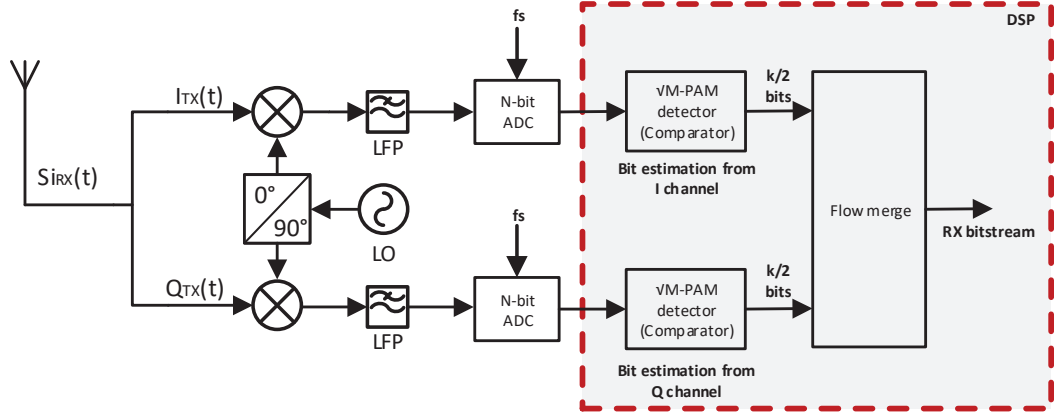 DSP
fs
ITX(t)
N-bit
ADC
LFP
√M-PAM
detector
(Comparator)
k/2
bits
Bit estimation from
I channel
SiRX(t)
0°
90°
LO
Flow merge
RX bitstream
fs
QTX(t)
N-bit
ADC
LFP
√M-PAM
detector
(Comparator)
k/2
bits
Bit estimation from
Q channel